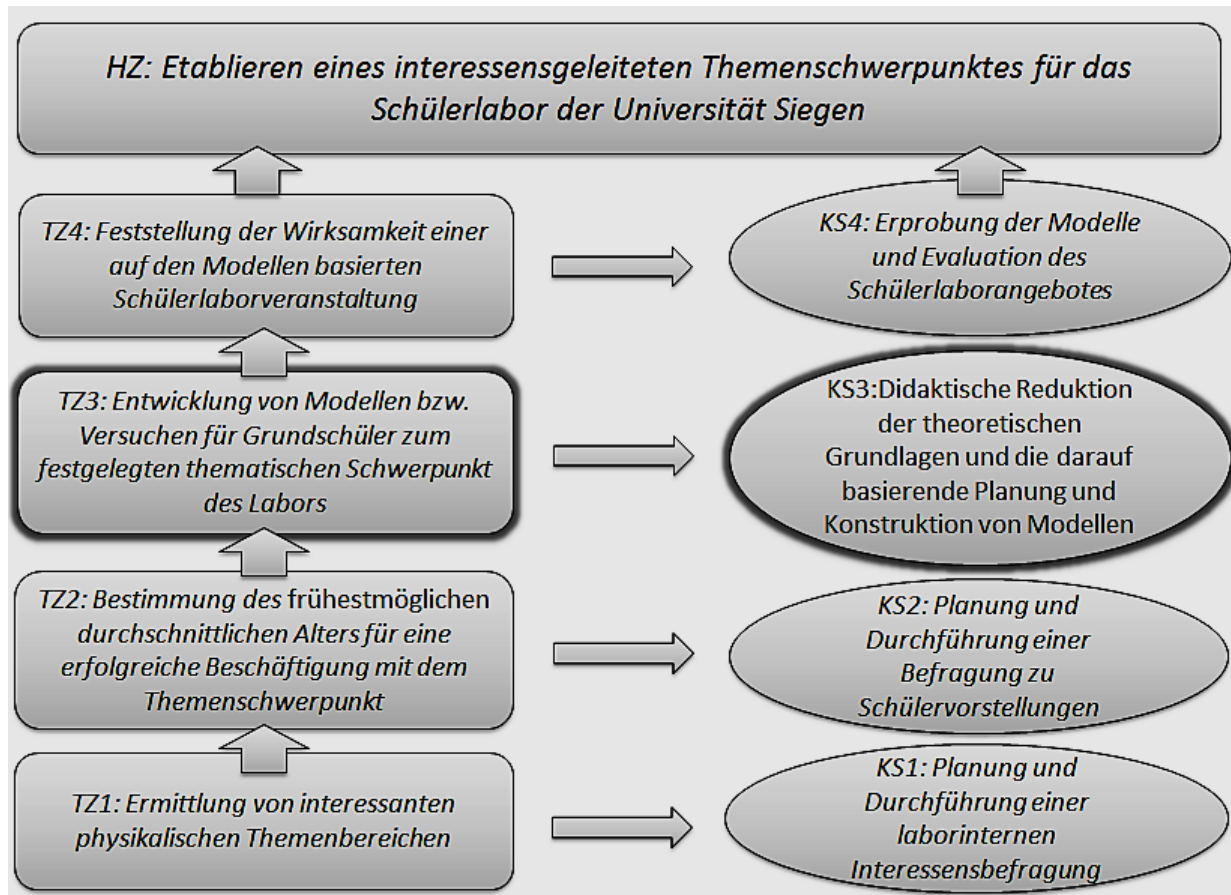 HZ: Etablieren eines interessensgeleiteten Themenschwerpunktes für das
Schülerlabor der Universität Siegen
TZ4: Feststellung der Wirksamkeit einer
auf den Modellen basierten
Schülerlaborveranstaltung
KS4: Erprobung der Modelle
und Evaluation des
Schülerlaborangebotes
TZ3: Entwicklung von Modellen bzw.
Versuchen für Grundschüler zum
festgelegten thematischen Schwerpunkt
des Labors
KS3:Didaktische Reduktion
der theoretischen
Grundlagen und die darauf
basierende Planung und
Konstruktion von Modellen
TZ2: Bestimmung des frühestmöglichen
durchschnittlichen Alters für eine
erfolgreiche Beschäftigung mit dem
Themenschwerpunkt
KS2: Planung und
Durchführung einer
Befragung zu
Schülervorstellungen
TZ1: Ermittlung von interessanten
physikalischen Themenbereichen
KS1: Planung und
Durchführung einer
laborinternen
Interessensbefragung